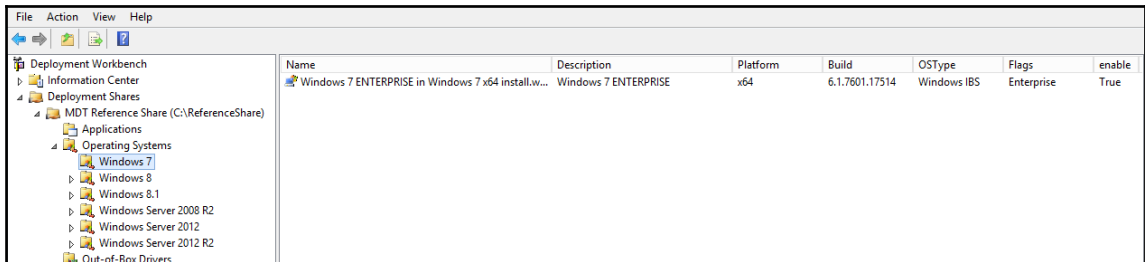 File Action View Help
Deployment Workbench
Information Center
Deployment Shares
MDT Reference Share (C:\ReferenceShare)
Applications
Operating Systems
Windows 7
Windows 8
Windows 8.1
Windows Server 2008 R2
Windows Server 2012
Windows Server 2012 R2
Out-of-Box Drivers
Name Description Platform Build OSType Flags enable
Windows 7 ENTERPRISE in Windows 7 x64 install.w... Windows 7 ENTERPRISE x64 6.1.7601.17514 Windows IBS Enterprise True